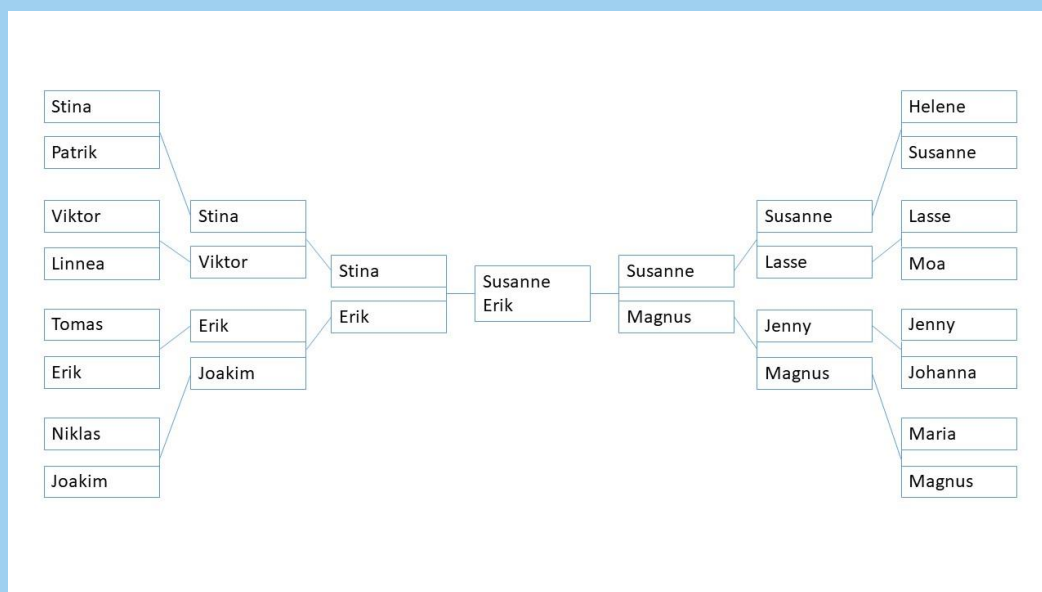 Stina
Patrik
Viktor
Linnea
Tomas
Erik
Niklas
Joakim
Stina
Viktor
Erik
Joakim
Stina
Erik
Susanne
Erik
Susanne
Magnus
Susanne
Lasse
Jenny
Magnus
Helene
Susanne
Lasse
Moa
Jenny
Johanna
Maria
Magnus